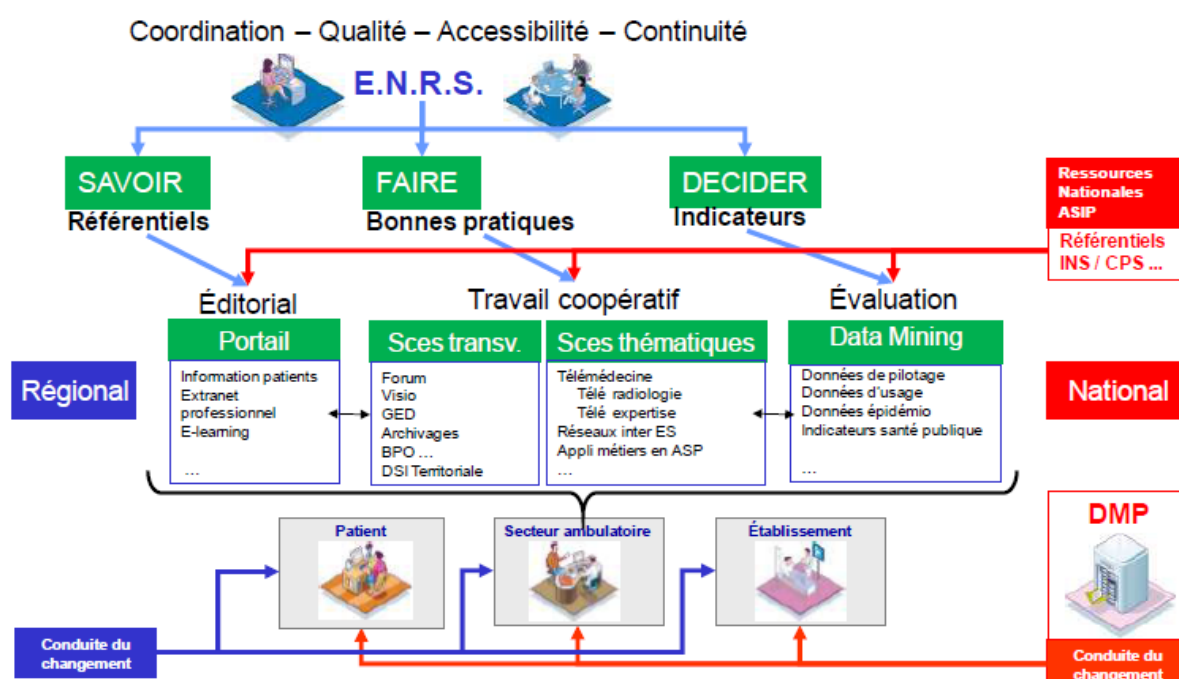 Coordination – Qualité – Accessibilité – Continuité
E.N.R.S.
SAVOIR
Référentiels
FAIRE
Bonnes pratiques
DECIDER
Indicateurs
Ressources
Nationales
ASIP
Référentiels
INS / CPS ...
Éditorial
Travail coopératif
Évaluation
Régional
Portail
Information patients
Extranet
professionnel
E-learning
...
Sces transv.
Forum
Visio
GED
Archivages
BPO ...
DSI Territoriale
Sces thématiques
Télémédecine
Télé radiologie
Télé expertise
Réseaux inter ES
Appli métiers en ASP
...
Data Mining
Données de pilotage
Données d'usage
Données épidémio
Indicateurs santé publique
...
National
Patient
Secteur ambulatoire
Établissement
DMP
Conduite du
changement
Conduite du
changement